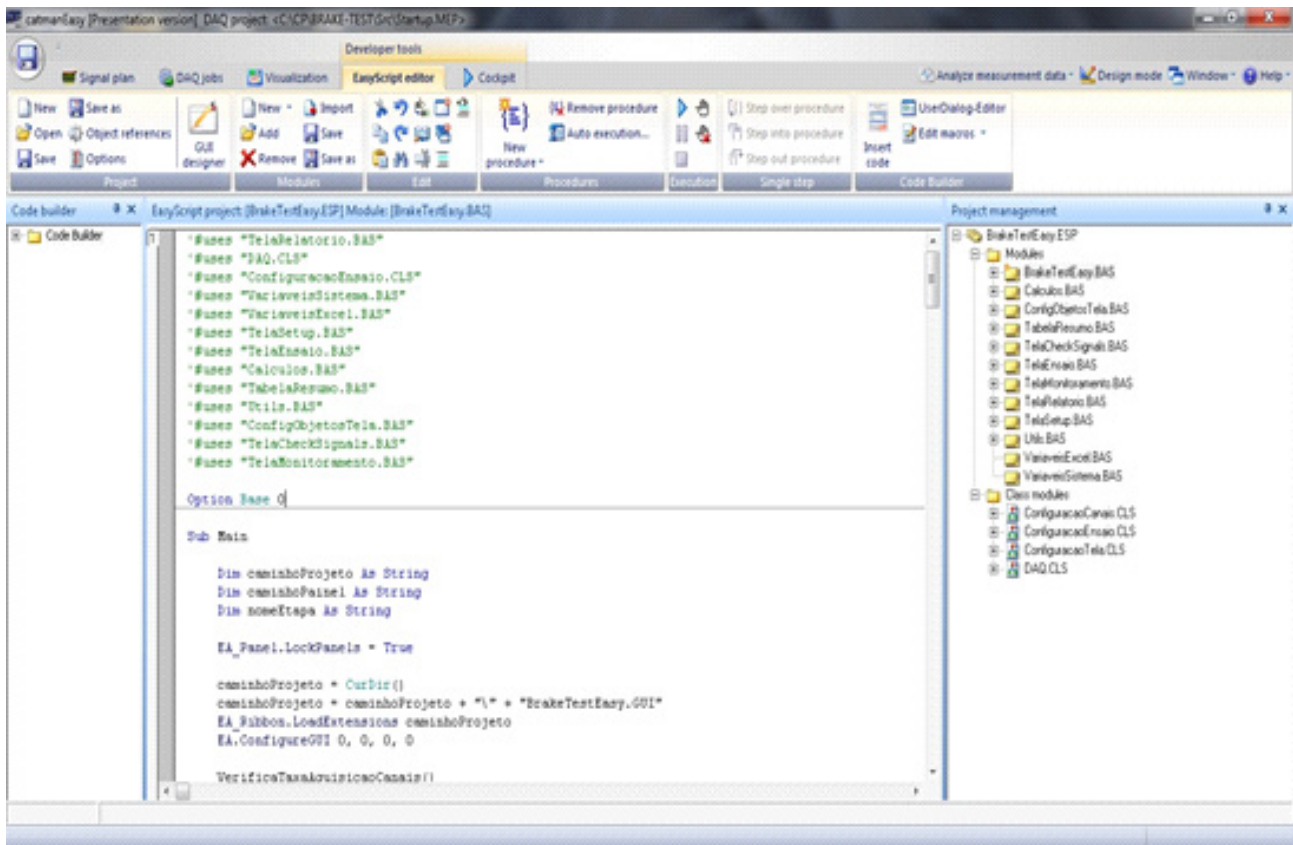 catmanEasy [Presentation version] DAQ project: <C:\CP\BRAKE-TEST\Src\Startup.MEP>
Developer tools
Signal plan DAQ jobs Visualization EasyScript editor Cockpit Analyze measurement data Design mode Window Help
New Save as GUI designer New Import New procedure Remove procedure Step over procedure Insert code UserDialog-Editor
Open Object references Add Save Auto execution... Step into procedure Edit macros
Save Options Remove Save as Step out procedure
Project Modules Edit Procedures Execution Single step Code Builder
Code builder
EasyScript project: [BrakeTestEasy.ESP] Module: [BrakeTestEasy.BAS]
Project management
Code Builder
1
'#uses "TelaRelatorio.BAS"
'#uses "DAQ.CLS"
'#uses "ConfiguracaoEnsaio.CLS"
'#uses "VariaveisSistema.BAS"
'#uses "VariaveisExcel.BAS"
'#uses "TelaSetup.BAS"
'#uses "TelaEnsaio.BAS"
'#uses "Calculos.BAS"
'#uses "TabelaResumo.BAS"
'#uses "Utils.BAS"
'#uses "ConfigObjetosTela.BAS"
'#uses "TelaCheckSignals.BAS"
'#uses "TelaMonitoramento.BAS"
Option Base 0
Sub Main
Dim caminhoProjeto As String
Dim caminhoPainel As String
Dim nomeEtapa As String
EA_Panel.LockPanels = True
caminhoProjeto = CurDir()
caminhoProjeto = caminhoProjeto + "\" + "BrakeTestEasy.GUI"
EA_Ribbon.LoadExtensions caminhoProjeto
EA.ConfigureGUI 0, 0, 0, 0
VerificaTaxaAquisicaoCanais()
BrakeTestEasy.ESP
Modules
BrakeTestEasy.BAS
Calculos.BAS
ConfigObjetosTela.BAS
TabelaResumo.BAS
TelaCheckSignals.BAS
TelaEnsaio.BAS
TelaMonitoramento.BAS
TelaRelatorio.BAS
TelaSetup.BAS
Utils.BAS
VariaveisExcel.BAS
VariaveisSistema.BAS
Class modules
ConfiguracaoCanais.CLS
ConfiguracaoEnsaio.CLS
ConfiguracaoTela.CLS
DAQ.CLS